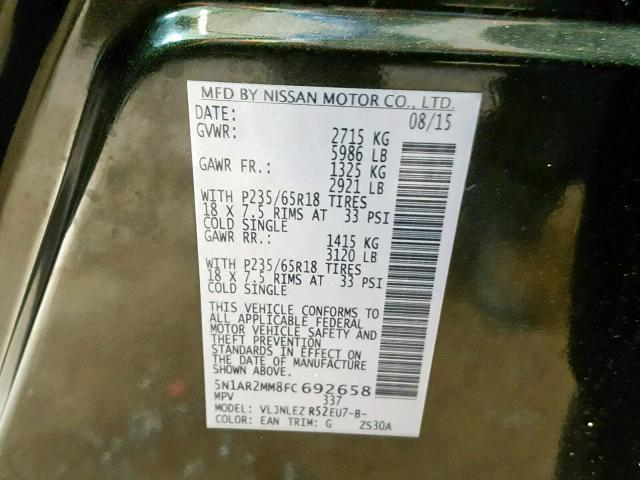 MFD BY NISSAN MOTOR CO., LTD.
DATE: 08/15
GVWR: 2715 KG
5986 LB
GAWR FR.: 1325 KG
2921 LB
WITH P235/65R18 TIRES
18 X 7.5 RIMS AT 33 PSI
COLD SINGLE
GAWR RR.: 1415 KG
3120 LB
WITH P235/65R18 TIRES
18 X 7.5 RIMS AT 33 PSI
COLD SINGLE
THIS VEHICLE CONFORMS TO
ALL APPLICABLE FEDERAL
MOTOR VEHICLE SAFETY AND
THEFT PREVENTION
STANDARDS IN EFFECT ON
THE DATE OF MANUFACTURE
SHOWN ABOVE.
5N1AR2MM8FC692658
MPV 337
MODEL: VLJNLEZ R52EU7-B-
COLOR: EAN TRIM: G ZS30A